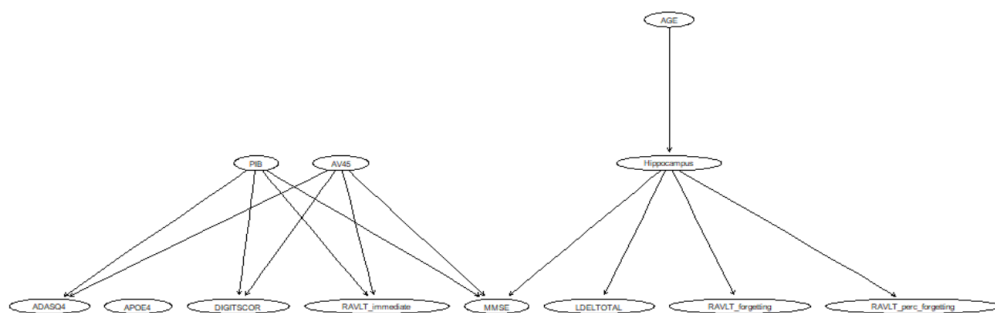 AGE
PIB
AV45
Hippocampus
ADASQ4
APOE4
DIGITSCOR
RAVLT_immediate
MMSE
LDELTOTAL
RAVLT_forgetting
RAVLT_perc_forgetting